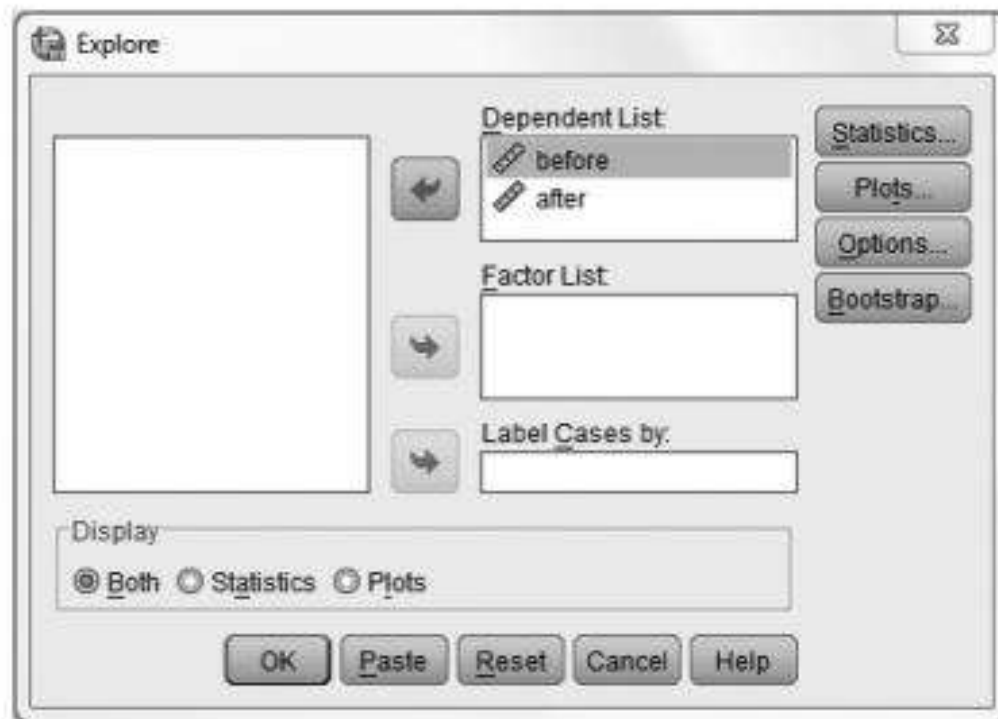 Explore
Dependent List:
before
after
Statistics...
Plots...
Options...
Bootstrap...
Factor List:
Label Cases by:
Display
Both Statistics Plots
OK Paste Reset Cancel Help